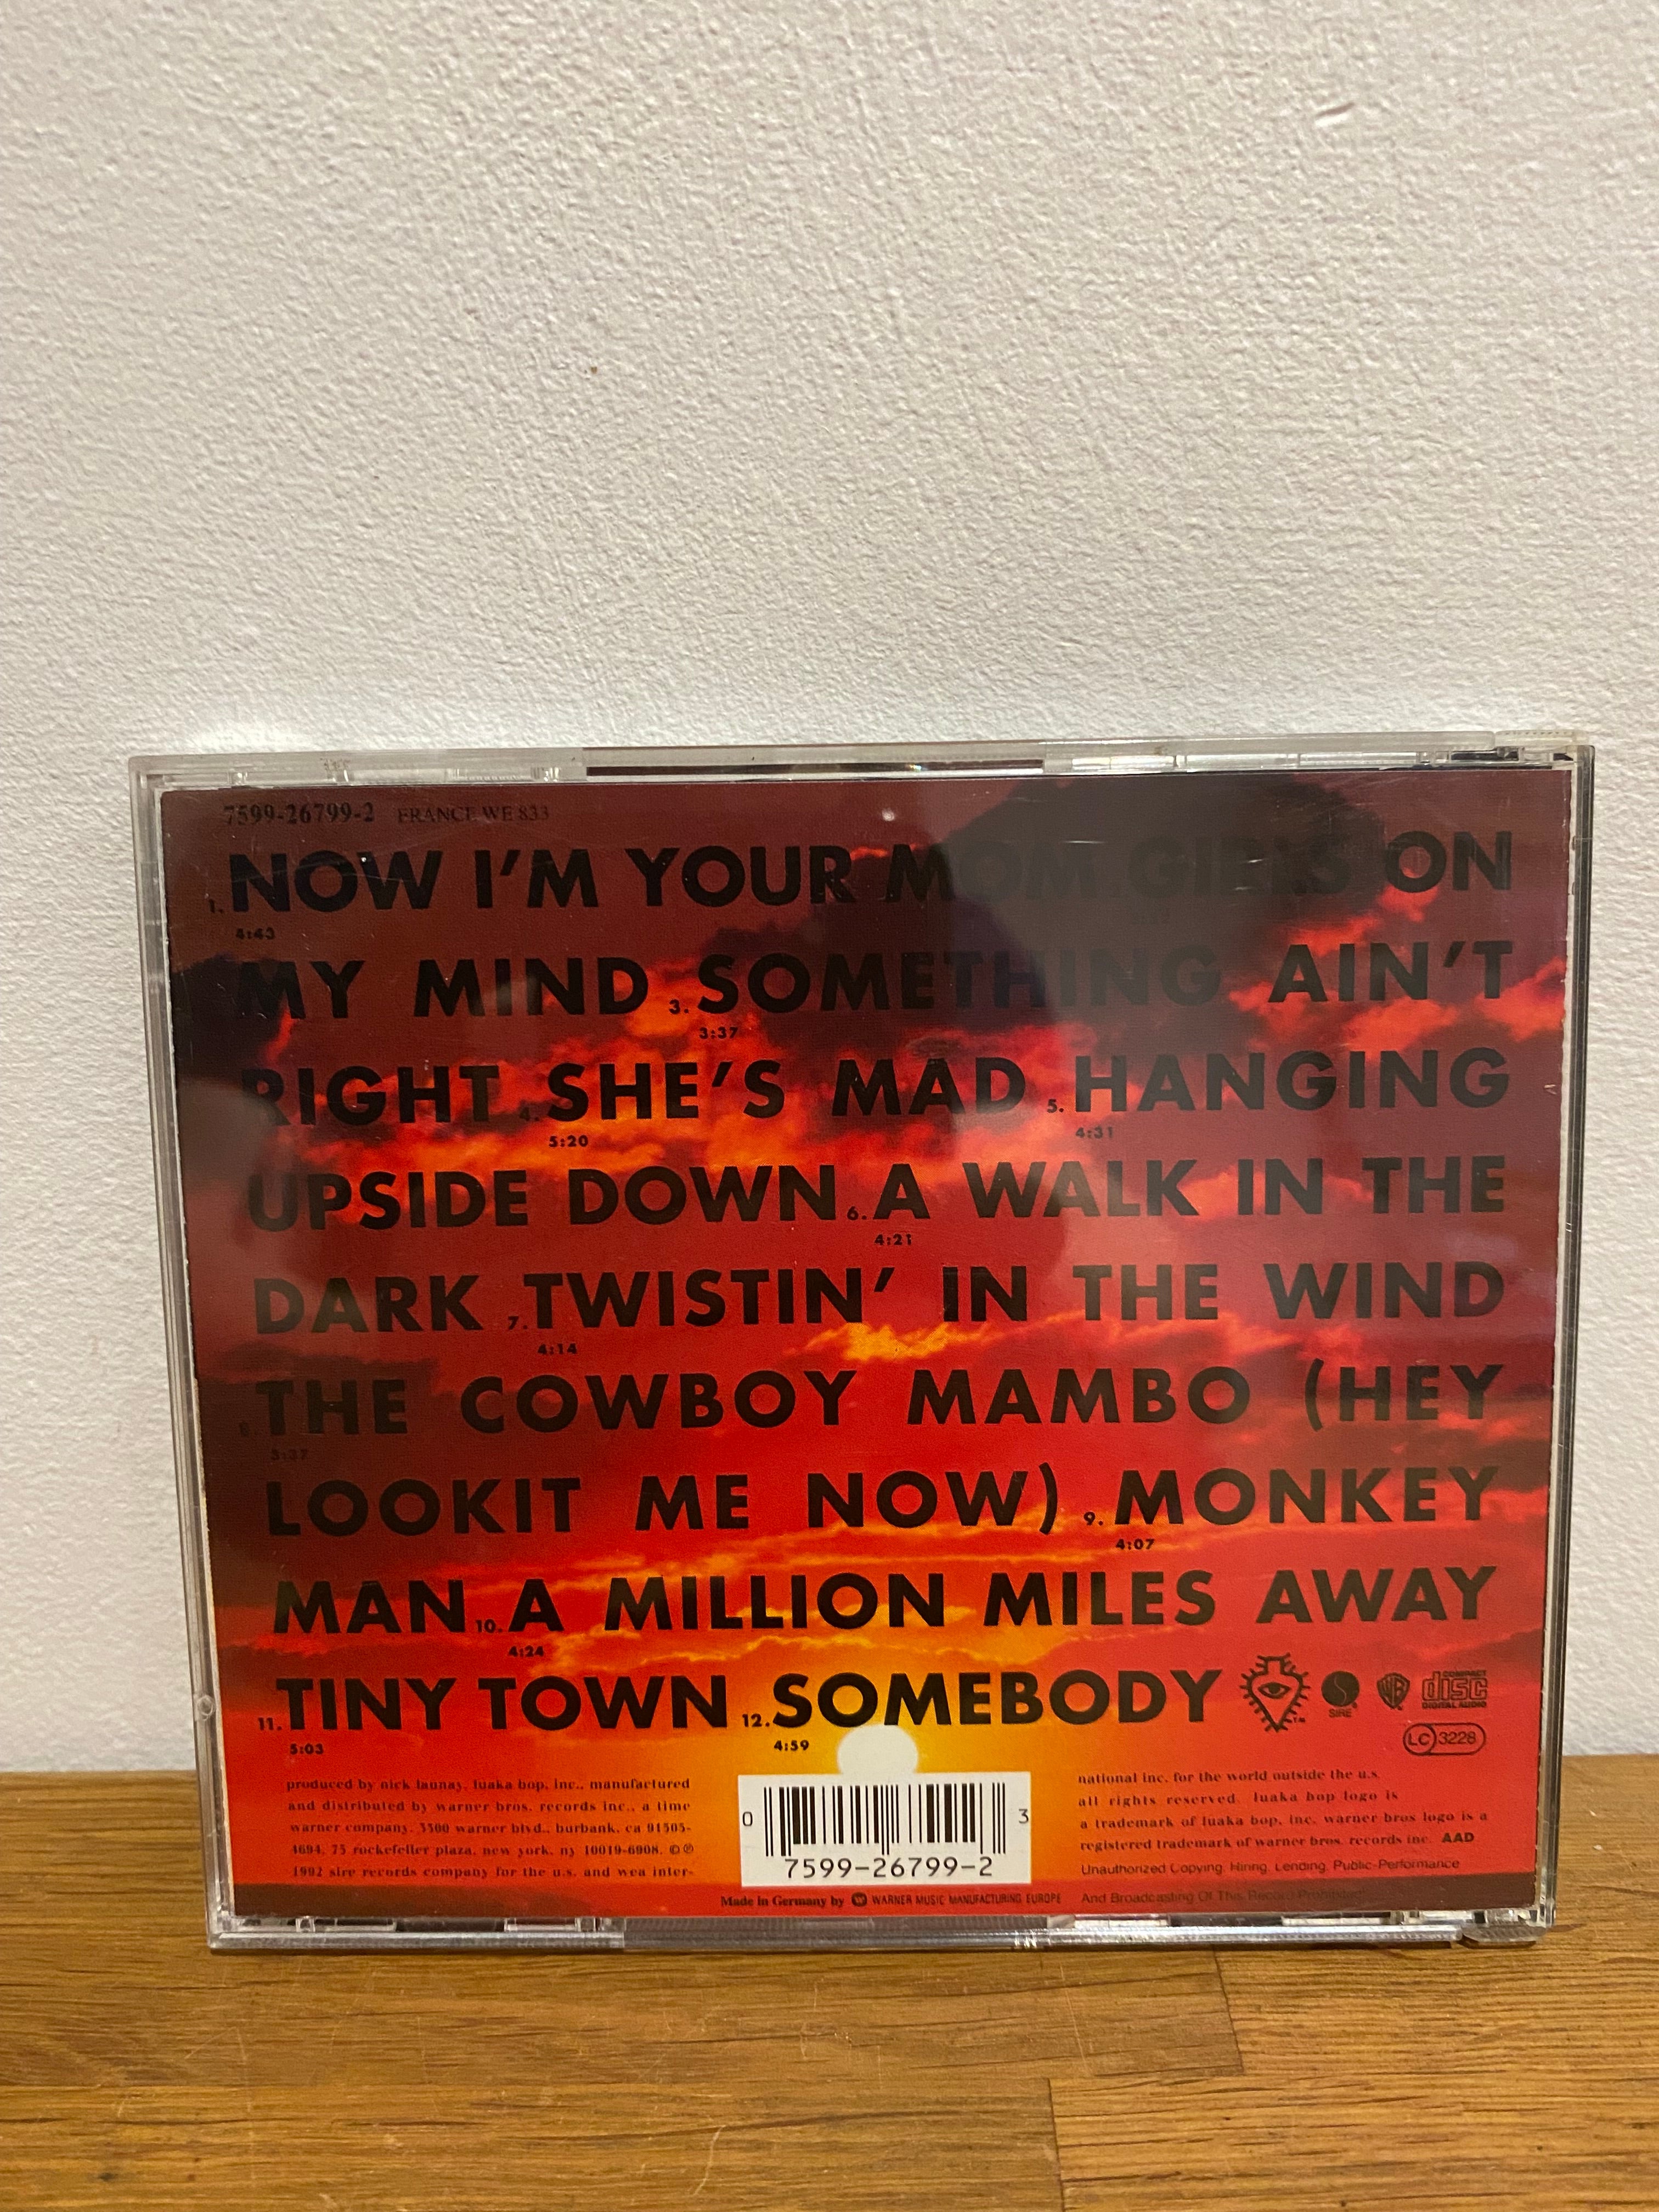 7599-26799-2 FRANCE WE 833
1. NOW I'M YOUR MOM GIRLS ON
4:43
MY MIND 3. SOMETHING AIN'T
3:37
RIGHT 4. SHE'S MAD 5. HANGING
5:20 4:31
UPSIDE DOWN 6. A WALK IN THE
4:21
DARK 7. TWISTIN' IN THE WIND
4:14
8. THE COWBOY MAMBO (HEY
3:37
LOOKIT ME NOW) 9. MONKEY
4:07
MAN 10. A MILLION MILES AWAY
4:24
11. TINY TOWN 12. SOMEBODY
5:03 4:59
TM SIRE WB COMPACT
disc
DIGITAL AUDIO
LC 3228
produced by nick launay, luaka bop, inc., manufactured
and distributed by warner bros. records inc., a time
warner company, 3300 warner blvd., burbank, ca 91505-
4694, 75 rockefeller plaza, new york, ny 10019-6908. ©℗
1992 sire records company for the u.s. and wea inter-
0 3
7599-26799-2
Made in Germany by WARNER MUSIC MANUFACTURING EUROPE
national inc. for the world outside the u.s.
all rights reserved. luaka bop logo is
a trademark of luaka bop, inc. warner bros logo is a
registered trademark of warner bros. records inc. AAD
Unauthorized Copying, Hiring, Lending, Public-Performance
And Broadcasting Of This Record Prohibited